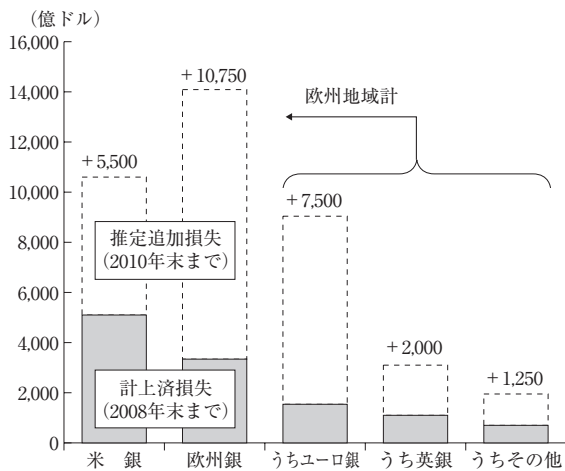 （億ドル）
16,000
14,000
12,000
10,000
8,000
6,000
4,000
2,000
0
＋5,500
＋10,750
欧州地域計
＋7,500
＋2,000
＋1,250
推定追加損失
（2010年末まで）
計上済損失
（2008年末まで）
米　銀
欧州銀
うちユーロ銀
うち英銀
うちその他